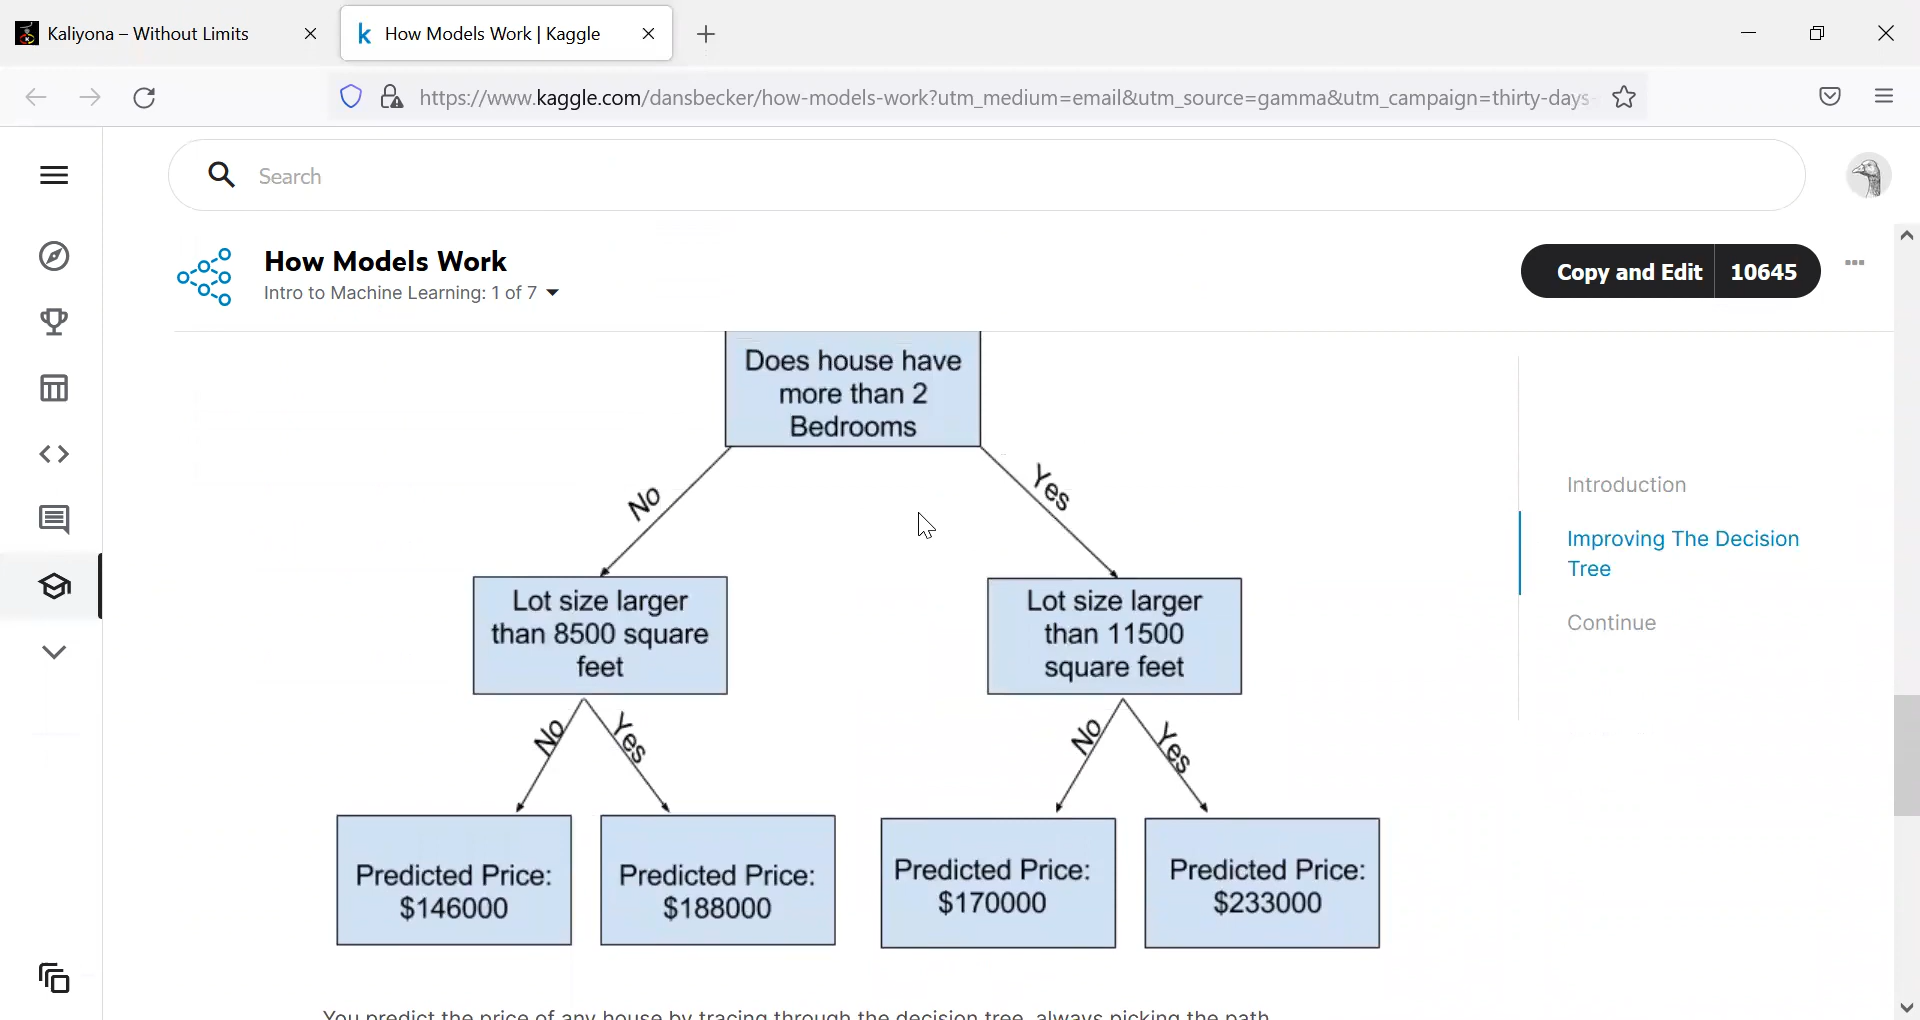 Kaliyona – Without Limits
How Models Work | Kaggle
https://www.kaggle.com/dansbecker/how-models-work?utm_medium=email&utm_source=gamma&utm_campaign=thirty-days-
Search
How Models Work
Intro to Machine Learning: 1 of 7
Copy and Edit 10645
Does house have
more than 2
Bedrooms
No
Yes
Lot size larger
than 8500 square
feet
Lot size larger
than 11500
square feet
No
Yes
No
Yes
Predicted Price:
$146000
Predicted Price:
$188000
Predicted Price:
$170000
Predicted Price:
$233000
Introduction
Improving The Decision
Tree
Continue
You predict the price of any house by tracing through the decision tree, always picking the path